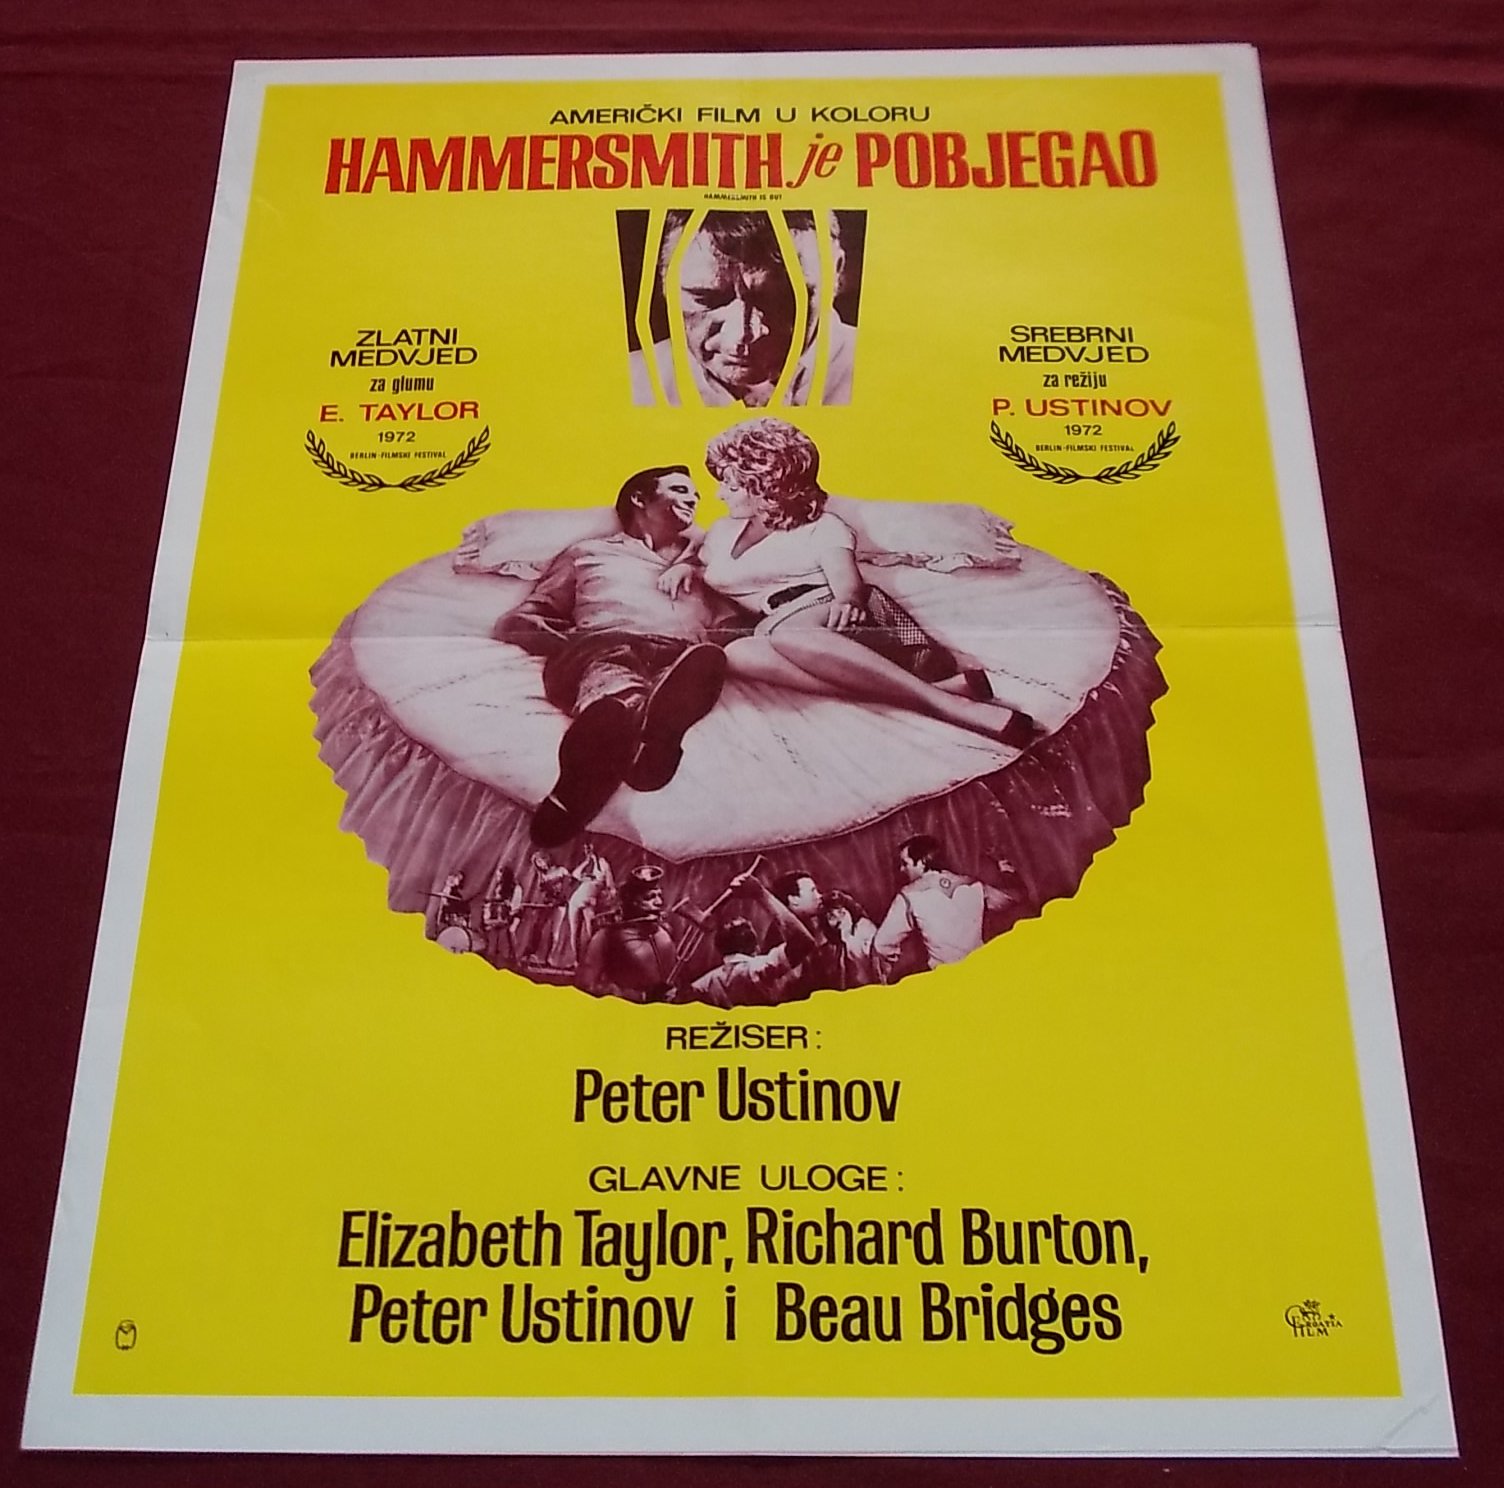 AMERIČKI FILM U KOLORU
HAMMERSMITH je POBJEGAO
HAMMERSMITH IS OUT
ZLATNI
MEDVJED
za glumu
E. TAYLOR
1972
BERLIN-FILMSKI FESTIVAL
SREBRNI
MEDVJED
za režiju
P. USTINOV
1972
BERLIN-FILMSKI FESTIVAL
REŽISER:
Peter Ustinov
GLAVNE ULOGE:
Elizabeth Taylor, Richard Burton,
Peter Ustinov i Beau Bridges
CROATIA
FILM